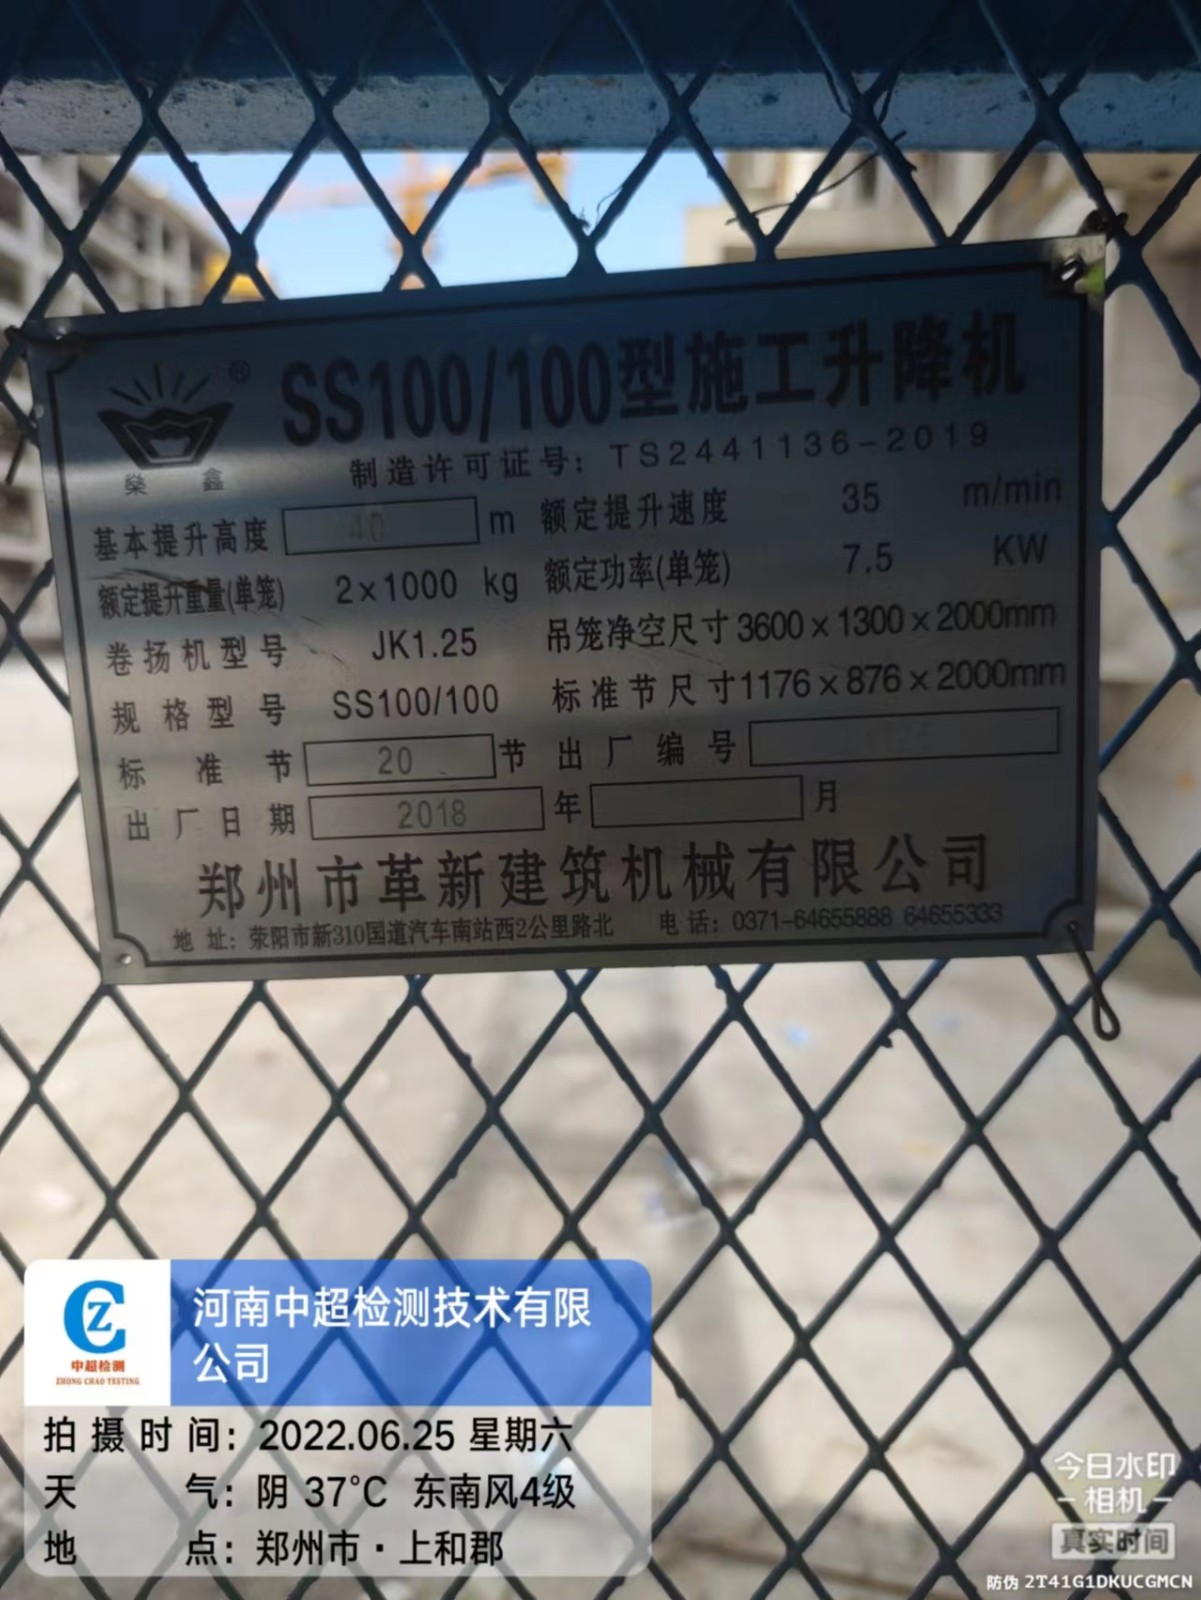 ®
SS100/100型施工升降机
燊 鑫
制造许可证号：TS2441136-2019
基本提升高度 40 m 额定提升速度 35 m/min
额定提升重量(单笼) 2×1000 kg 额定功率(单笼) 7.5 KW
卷扬机型号 JK1.25 吊笼净空尺寸 3600×1300×2000mm
规格型号 SS100/100 标准节尺寸 1176×876×2000mm
标准节 20 节 出厂编号
出厂日期 2018 年 月
郑州市革新建筑机械有限公司
地址：荥阳市新310国道汽车南站西2公里路北 电话：0371-64655888 64655333
CZ
中超检测
ZHONG CHAO TESTING
河南中超检测技术有限
公司
拍摄时间：2022.06.25 星期六
天气：阴 37℃ 东南风4级
地点：郑州市·上和郡
今日水印
相机
真实时间
防伪 2T41G1DKUCGMCN